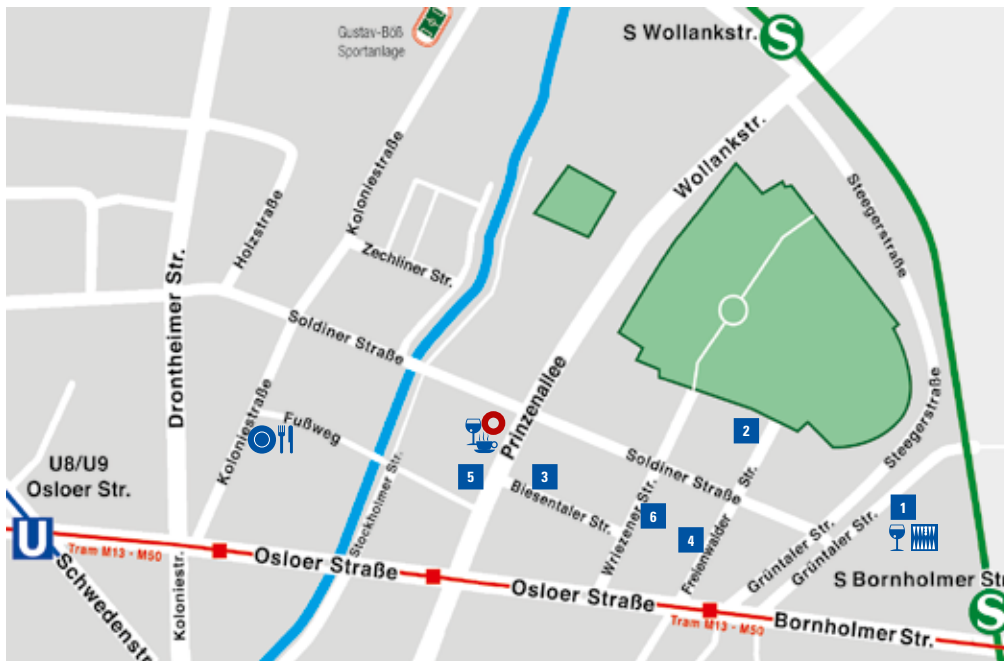 Gustav-Böß
Sportanlage
S Wollankstr.
S
Wollankstr.
Koloniestraße
Steegerstraße
Holzstraße
Zechliner Str.
Drontheimer Str.
Soldiner Straße
Prinzenallee
Koloniestraße
Fußweg
Steegerstraße
2
U8/U9
Osloer Str.
5
3
Soldiner Straße
Biesentaler Str.
Stockholmer Str.
Wriezener Str.
Freienwalder Str.
6
4
1
Grüntaler Str.
Grüntaler Str.
U
Tram M13 - M50
Osloer Straße
Osloer Straße
S Bornholmer Str
S
Schwedenstr
Koloniestr.
Tram M13 - M50
Bornholmer Str.